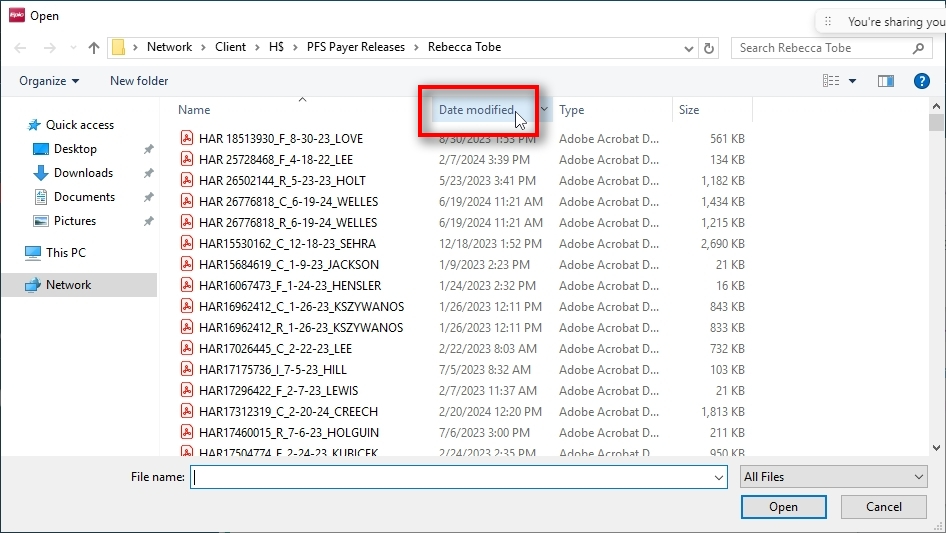 Epic Open
You're sharing you
Network > Client > H$ > PFS Payer Releases > Rebecca Tobe
Search Rebecca Tobe
Organize New folder
Name Date modified Type Size
Quick access
Desktop
Downloads
Documents
Pictures
This PC
Network
HAR 18513930_F_8-30-23_LOVE 8/30/2023 1:53 PM Adobe Acrobat D... 561 KB
HAR 25728468_F_4-18-22_LEE 2/7/2024 3:39 PM Adobe Acrobat D... 134 KB
HAR 26502144_R_5-23-23_HOLT 5/23/2023 3:41 PM Adobe Acrobat D... 1,182 KB
HAR 26776818_C_6-19-24_WELLES 6/19/2024 11:21 AM Adobe Acrobat D... 1,434 KB
HAR 26776818_R_6-19-24_WELLES 6/19/2024 11:21 AM Adobe Acrobat D... 1,215 KB
HAR15530162_C_12-18-23_SEHRA 12/18/2023 1:52 PM Adobe Acrobat D... 2,690 KB
HAR15684619_C_1-9-23_JACKSON 1/9/2023 2:23 PM Adobe Acrobat D... 21 KB
HAR16067473_F_1-24-23_HENSLER 1/24/2023 2:32 PM Adobe Acrobat D... 16 KB
HAR16962412_C_1-26-23_KSZYWANOS 1/26/2023 12:11 PM Adobe Acrobat D... 843 KB
HAR16962412_R_1-26-23_KSZYWANOS 1/26/2023 12:11 PM Adobe Acrobat D... 833 KB
HAR17026445_C_2-22-23_LEE 2/22/2023 8:03 AM Adobe Acrobat D... 732 KB
HAR17175736_I_7-5-23_HILL 7/5/2023 8:32 AM Adobe Acrobat D... 103 KB
HAR17296422_F_2-7-23_LEWIS 2/7/2023 11:37 AM Adobe Acrobat D... 21 KB
HAR17312319_C_2-20-24_CREECH 2/20/2024 12:20 PM Adobe Acrobat D... 1,813 KB
HAR17460015_R_7-6-23_HOLGUIN 7/6/2023 3:00 PM Adobe Acrobat D... 211 KB
HAR17504774_F_2-24-23_KUBICEK 2/24/2023 2:35 PM Adobe Acrobat D... 950 KB
File name: All Files
Open Cancel